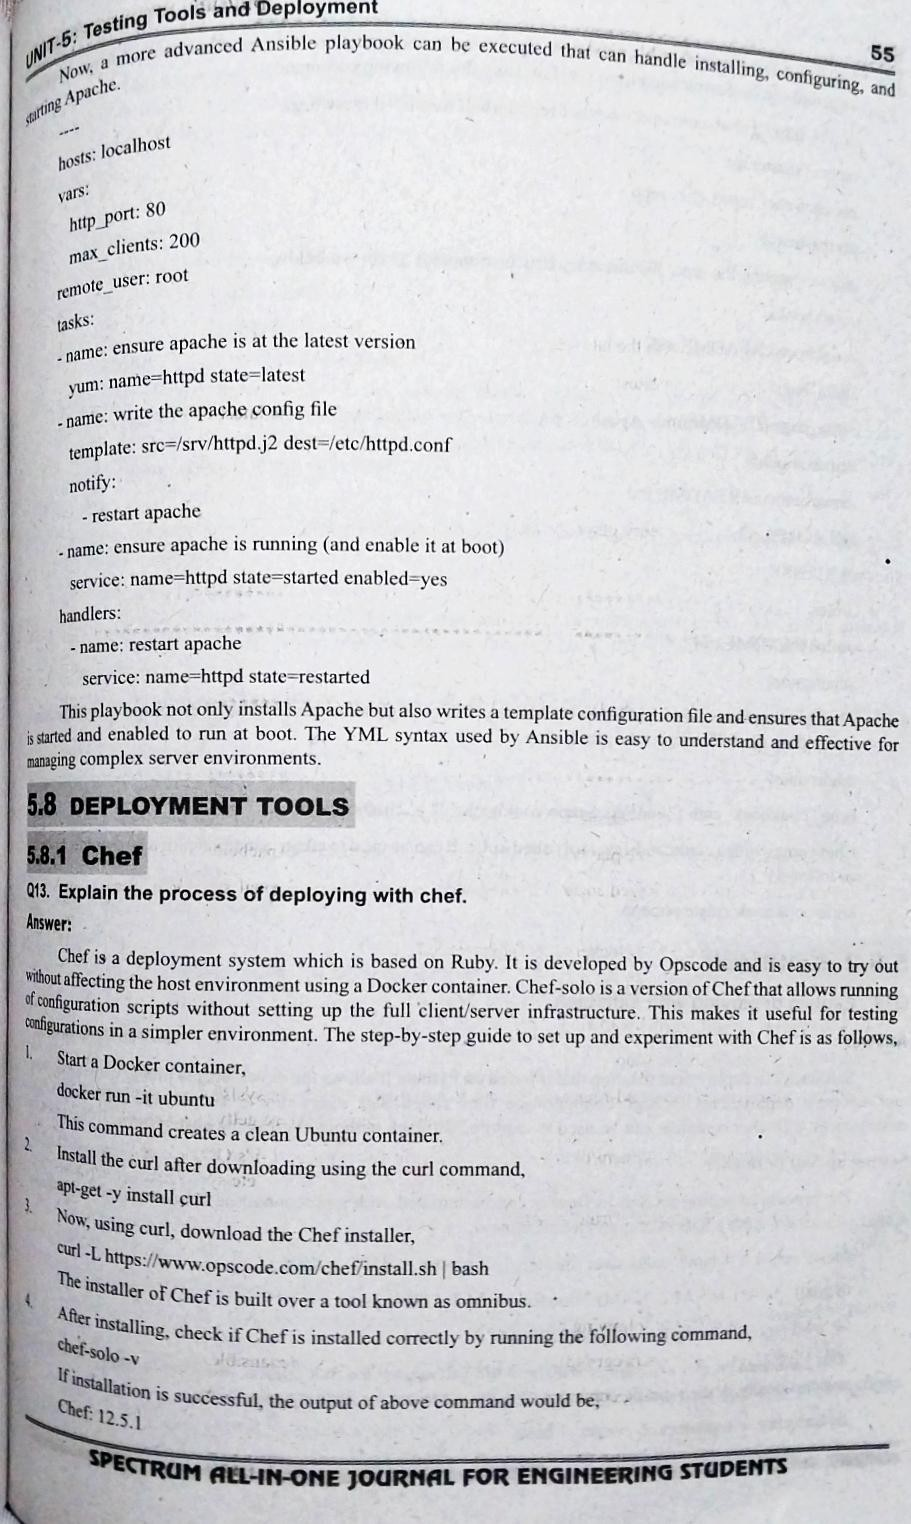 UNIT-5: Testing Tools and Deployment
55
Now, a more advanced Ansible playbook can be executed that can handle installing, configuring, and
starting Apache.
----
hosts: localhost
vars:
http_port: 80
max_clients: 200
remote_user: root
tasks:
- name: ensure apache is at the latest version
yum: name=httpd state=latest
- name: write the apache config file
template: src=/srv/httpd.j2 dest=/etc/httpd.conf
notify:
- restart apache
- name: ensure apache is running (and enable it at boot)
service: name=httpd state=started enabled=yes
handlers:
- name: restart apache
service: name=httpd state=restarted
This playbook not only installs Apache but also writes a template configuration file and ensures that Apache
is started and enabled to run at boot. The YML syntax used by Ansible is easy to understand and effective for
managing complex server environments.
5.8 DEPLOYMENT TOOLS
5.8.1 Chef
Q13. Explain the process of deploying with chef.
Answer:
Chef is a deployment system which is based on Ruby. It is developed by Opscode and is easy to try out
without affecting the host environment using a Docker container. Chef-solo is a version of Chef that allows running
of configuration scripts without setting up the full client/server infrastructure. This makes it useful for testing
configurations in a simpler environment. The step-by-step guide to set up and experiment with Chef is as follows,
1. Start a Docker container,
docker run -it ubuntu
This command creates a clean Ubuntu container.
2. Install the curl after downloading using the curl command,
apt-get -y install curl
3. Now, using curl, download the Chef installer,
curl -L https://www.opscode.com/chef/install.sh | bash
The installer of Chef is built over a tool known as omnibus.
4. After installing, check if Chef is installed correctly by running the following command,
chef-solo -v
If installation is successful, the output of above command would be,
Chef: 12.5.1
SPECTRUM ALL-IN-ONE JOURNAL FOR ENGINEERING STUDENTS